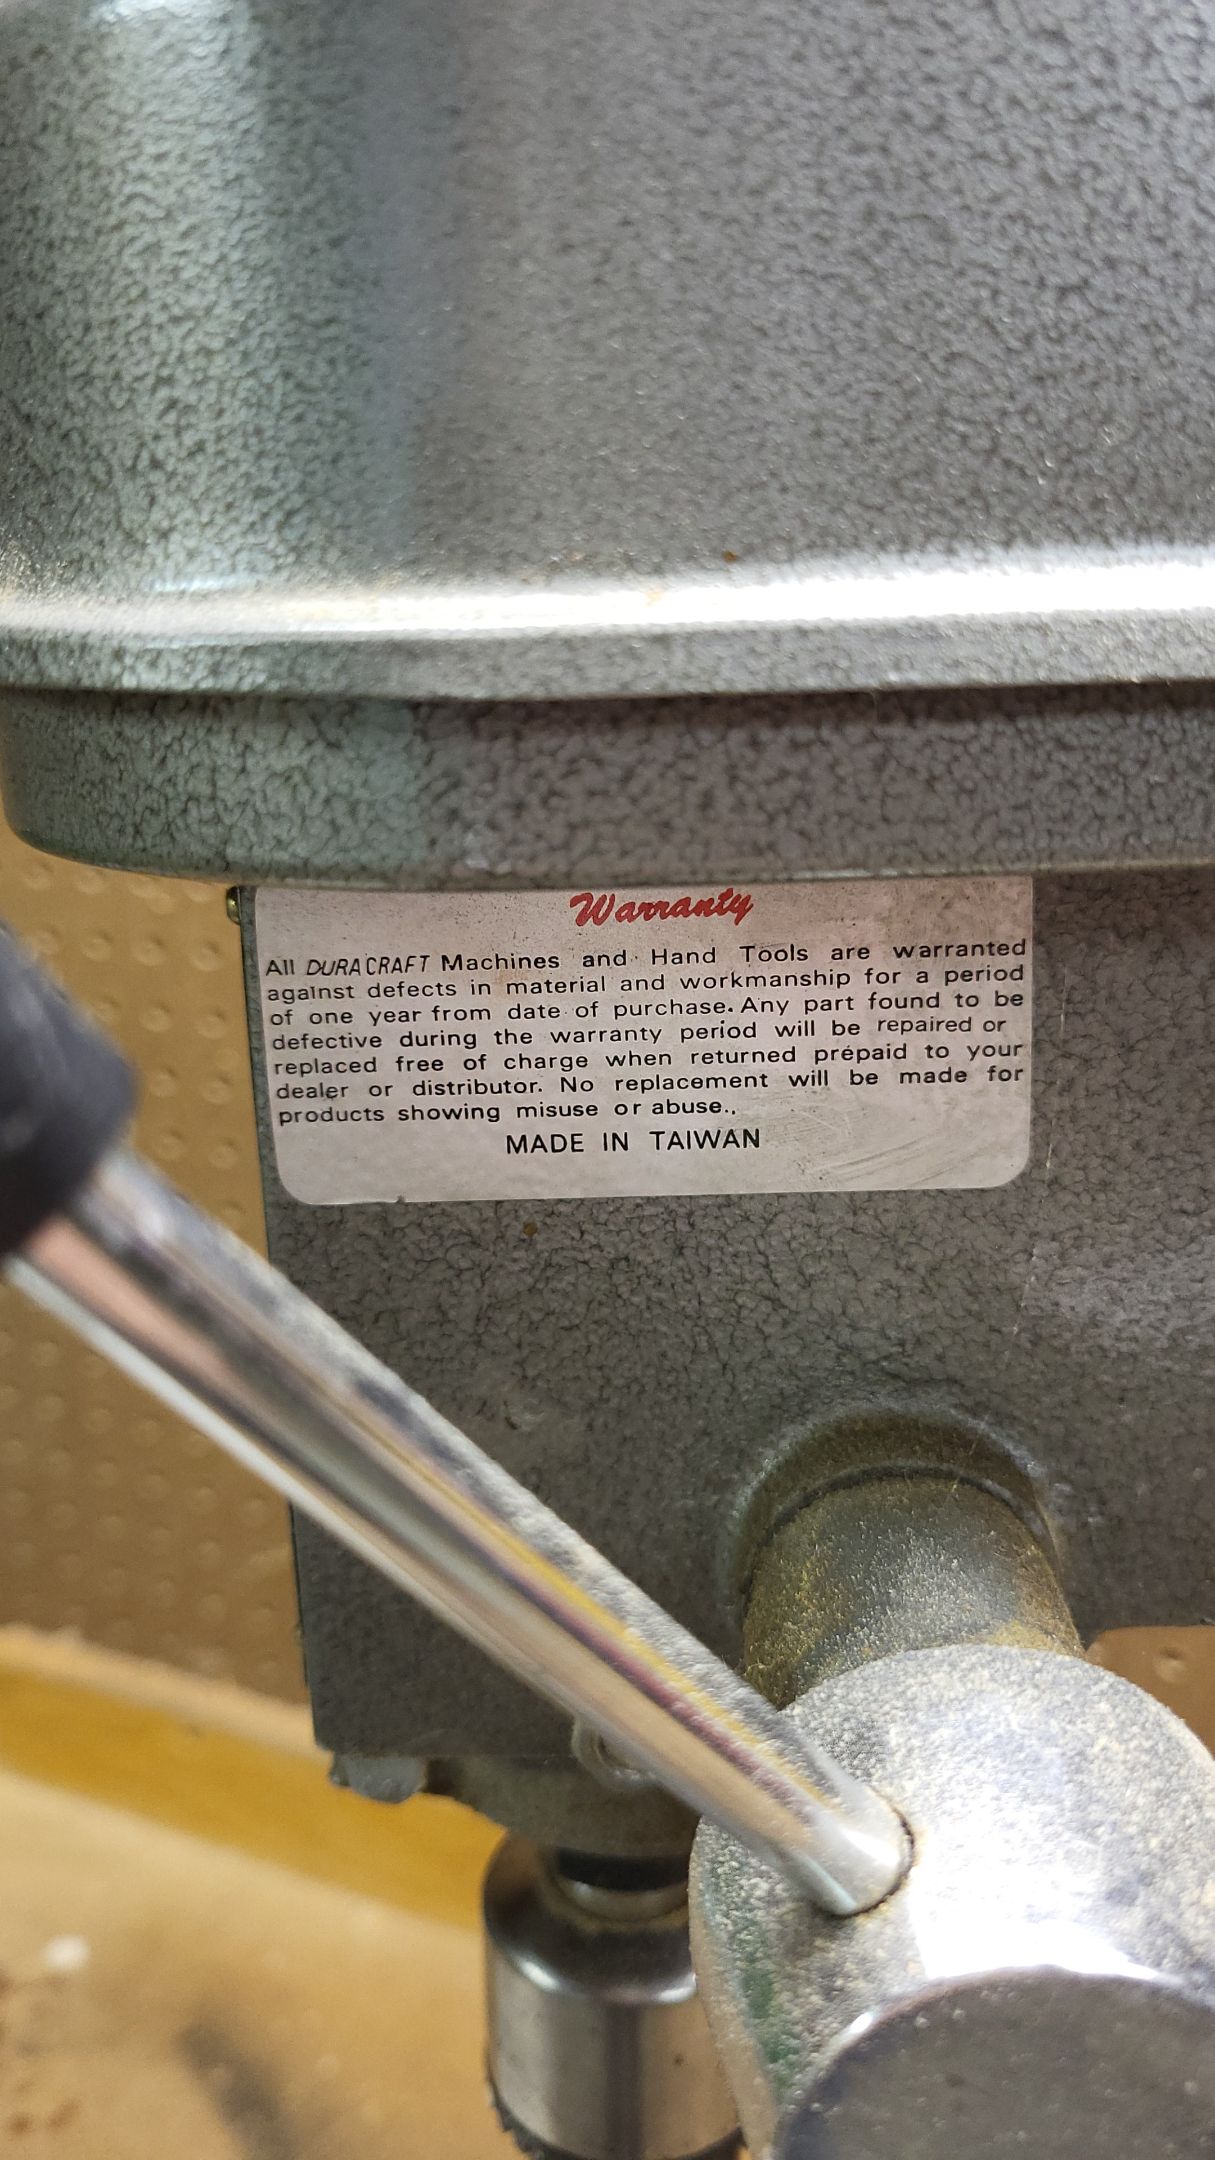 Warranty
All DURACRAFT Machines and Hand Tools are warranted
against defects in material and workmanship for a period
of one year from date of purchase. Any part found to be
defective during the warranty period will be repaired or
replaced free of charge when returned prepaid to your
dealer or distributor. No replacement will be made for
products showing misuse or abuse..
MADE IN TAIWAN